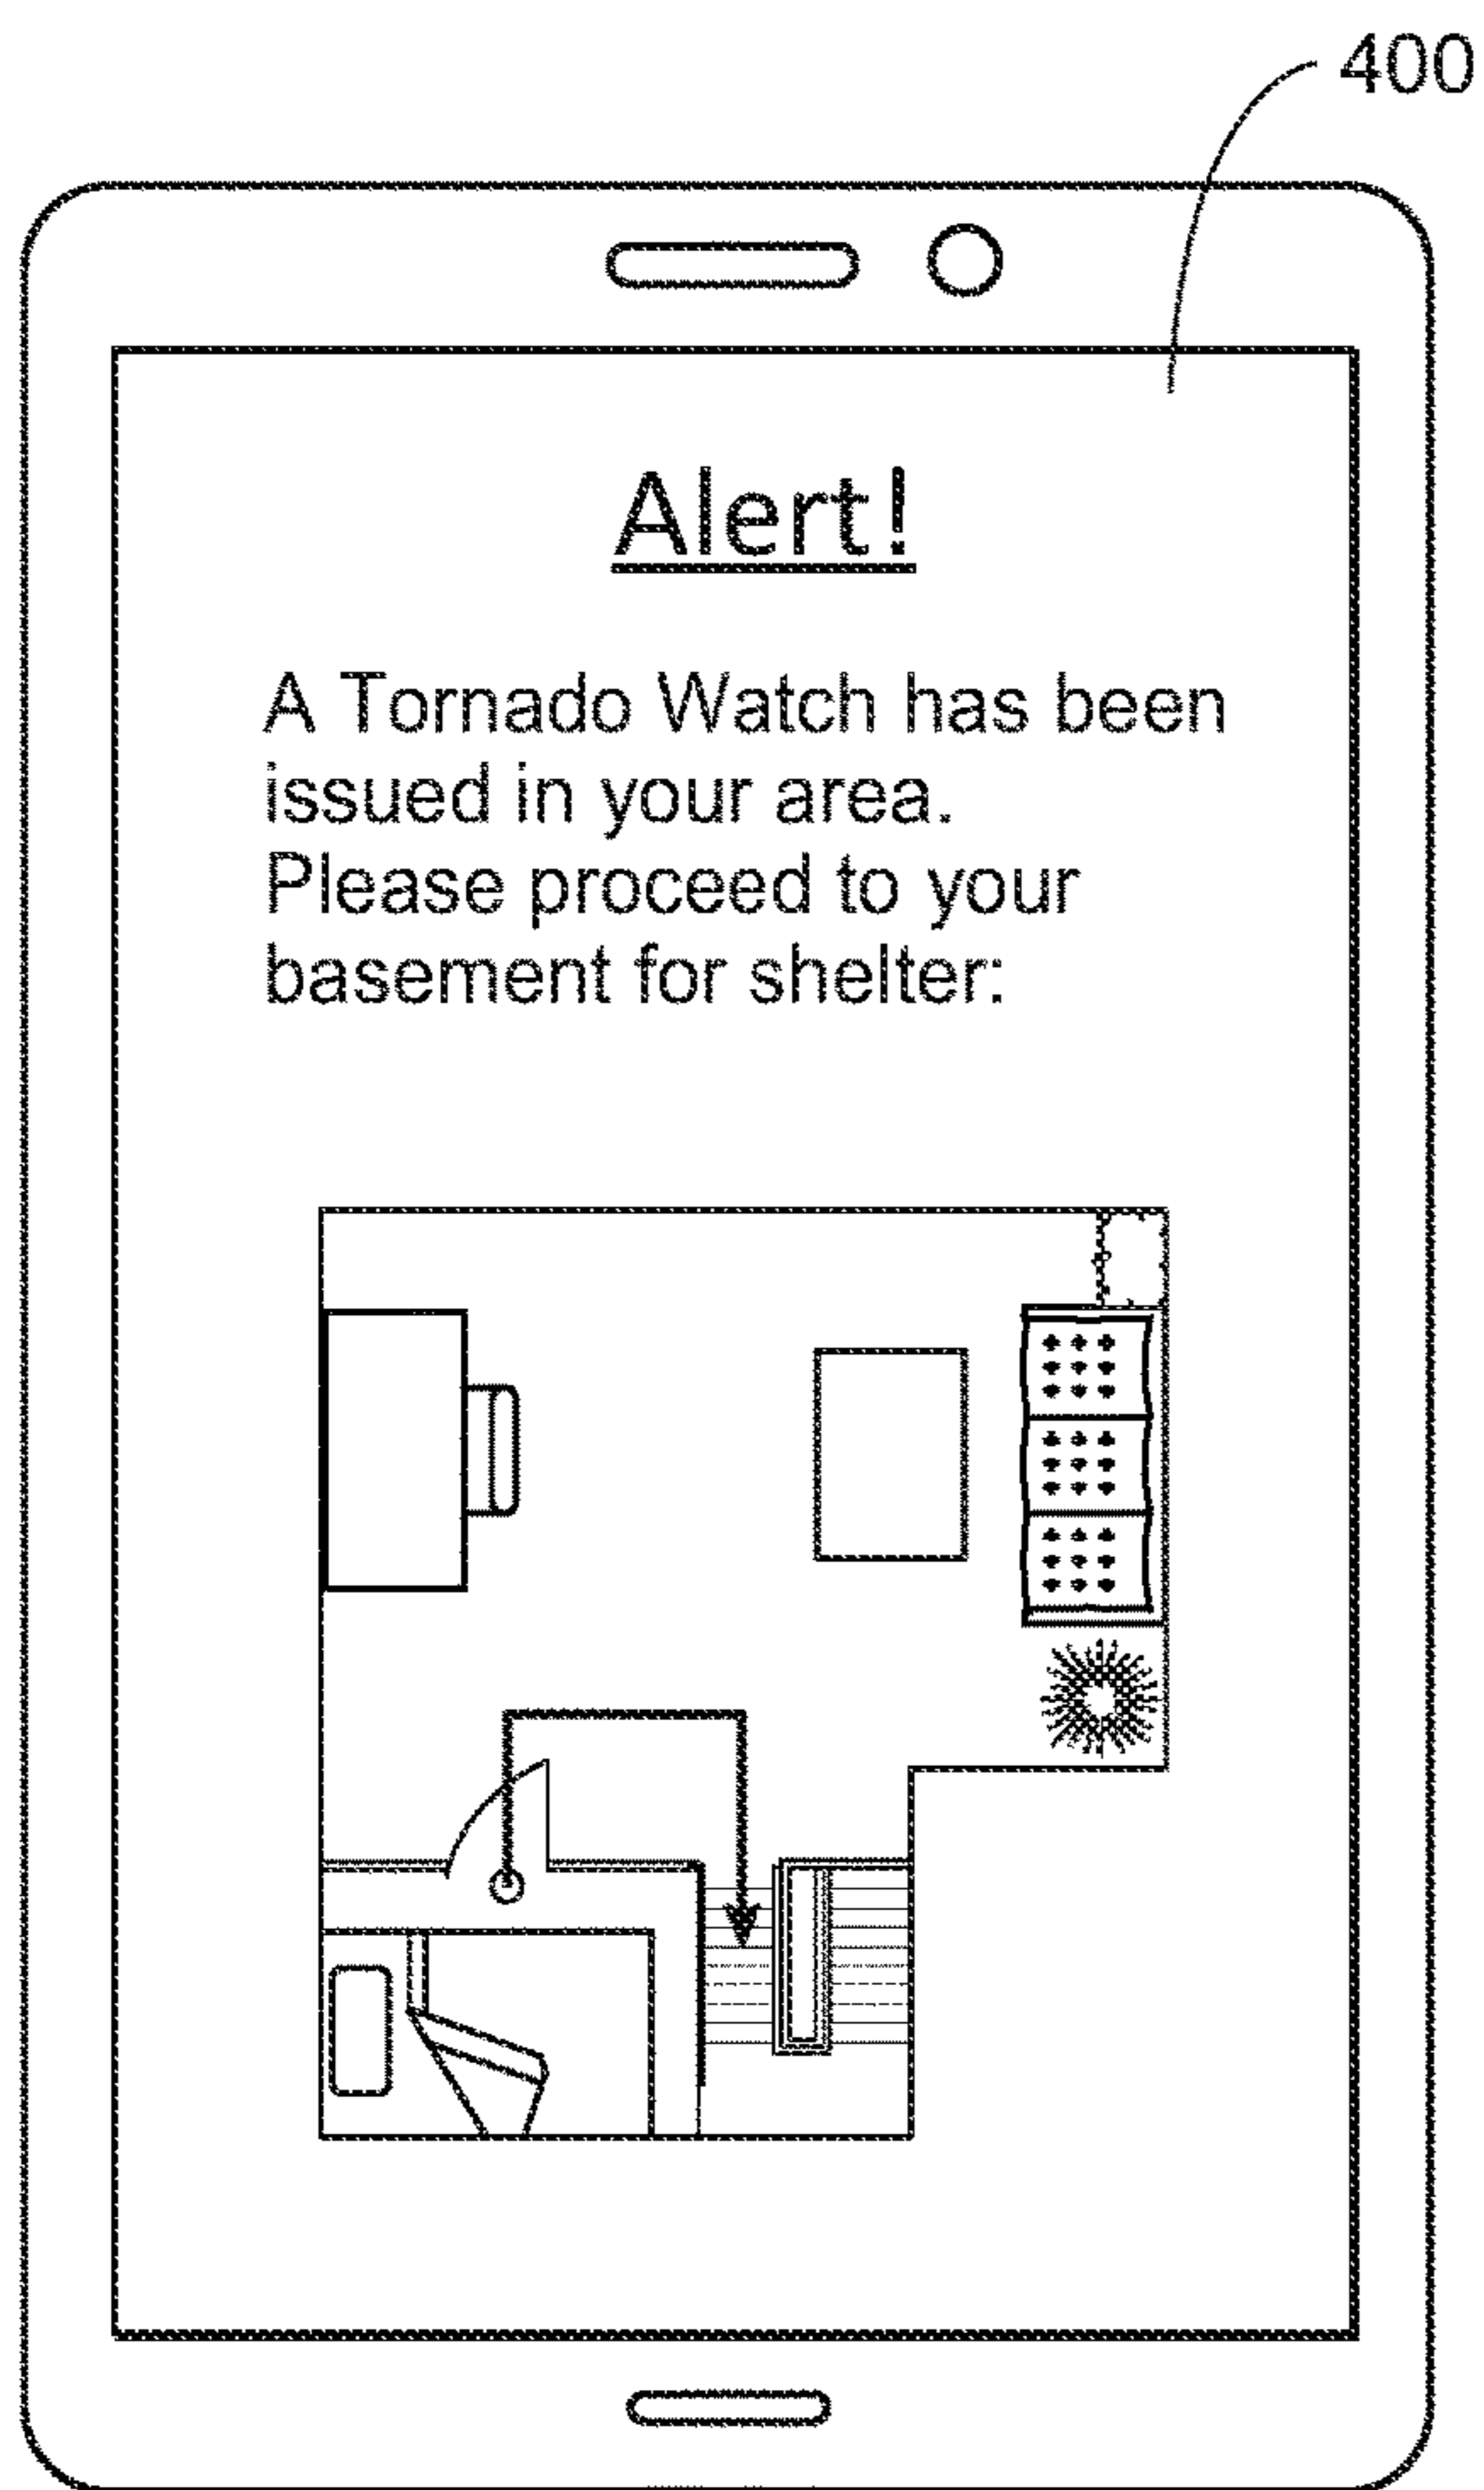 400
Alert!
A Tornado Watch has been
issued in your area.
Please proceed to your
basement for shelter: